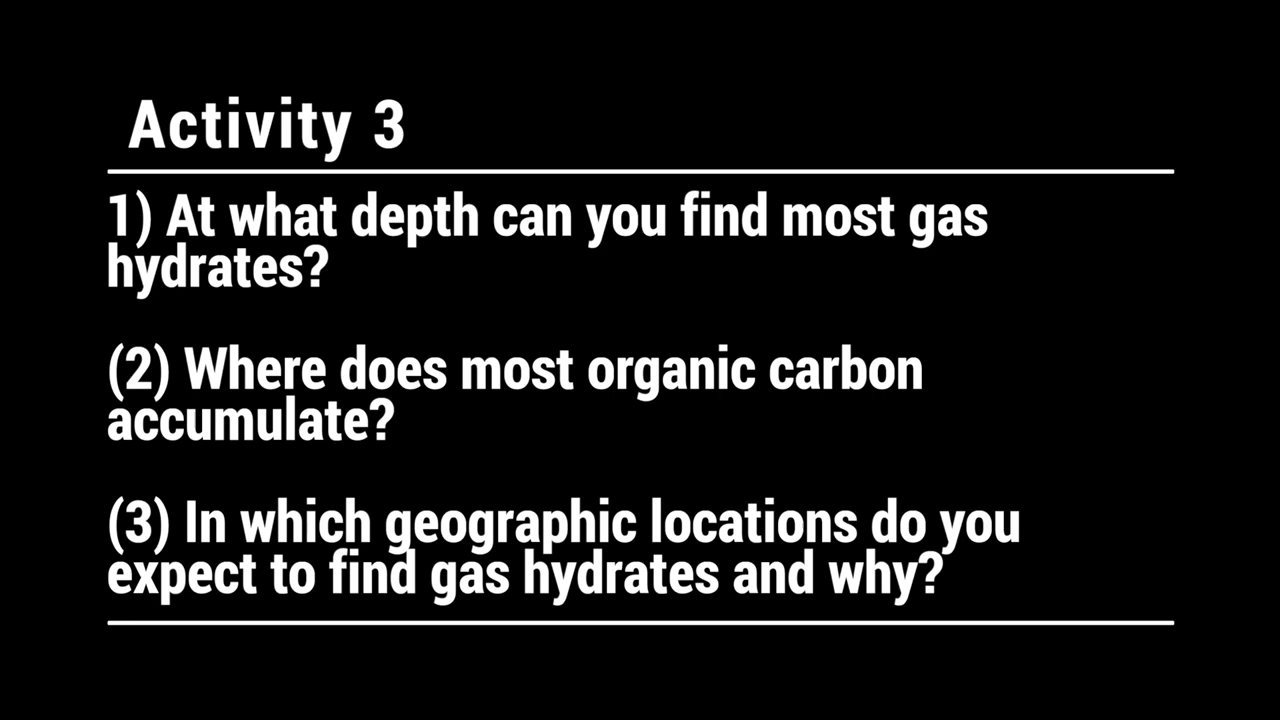 Activity 3
1) At what depth can you find most gas
hydrates?
(2) Where does most organic carbon
accumulate?
(3) In which geographic locations do you
expect to find gas hydrates and why?